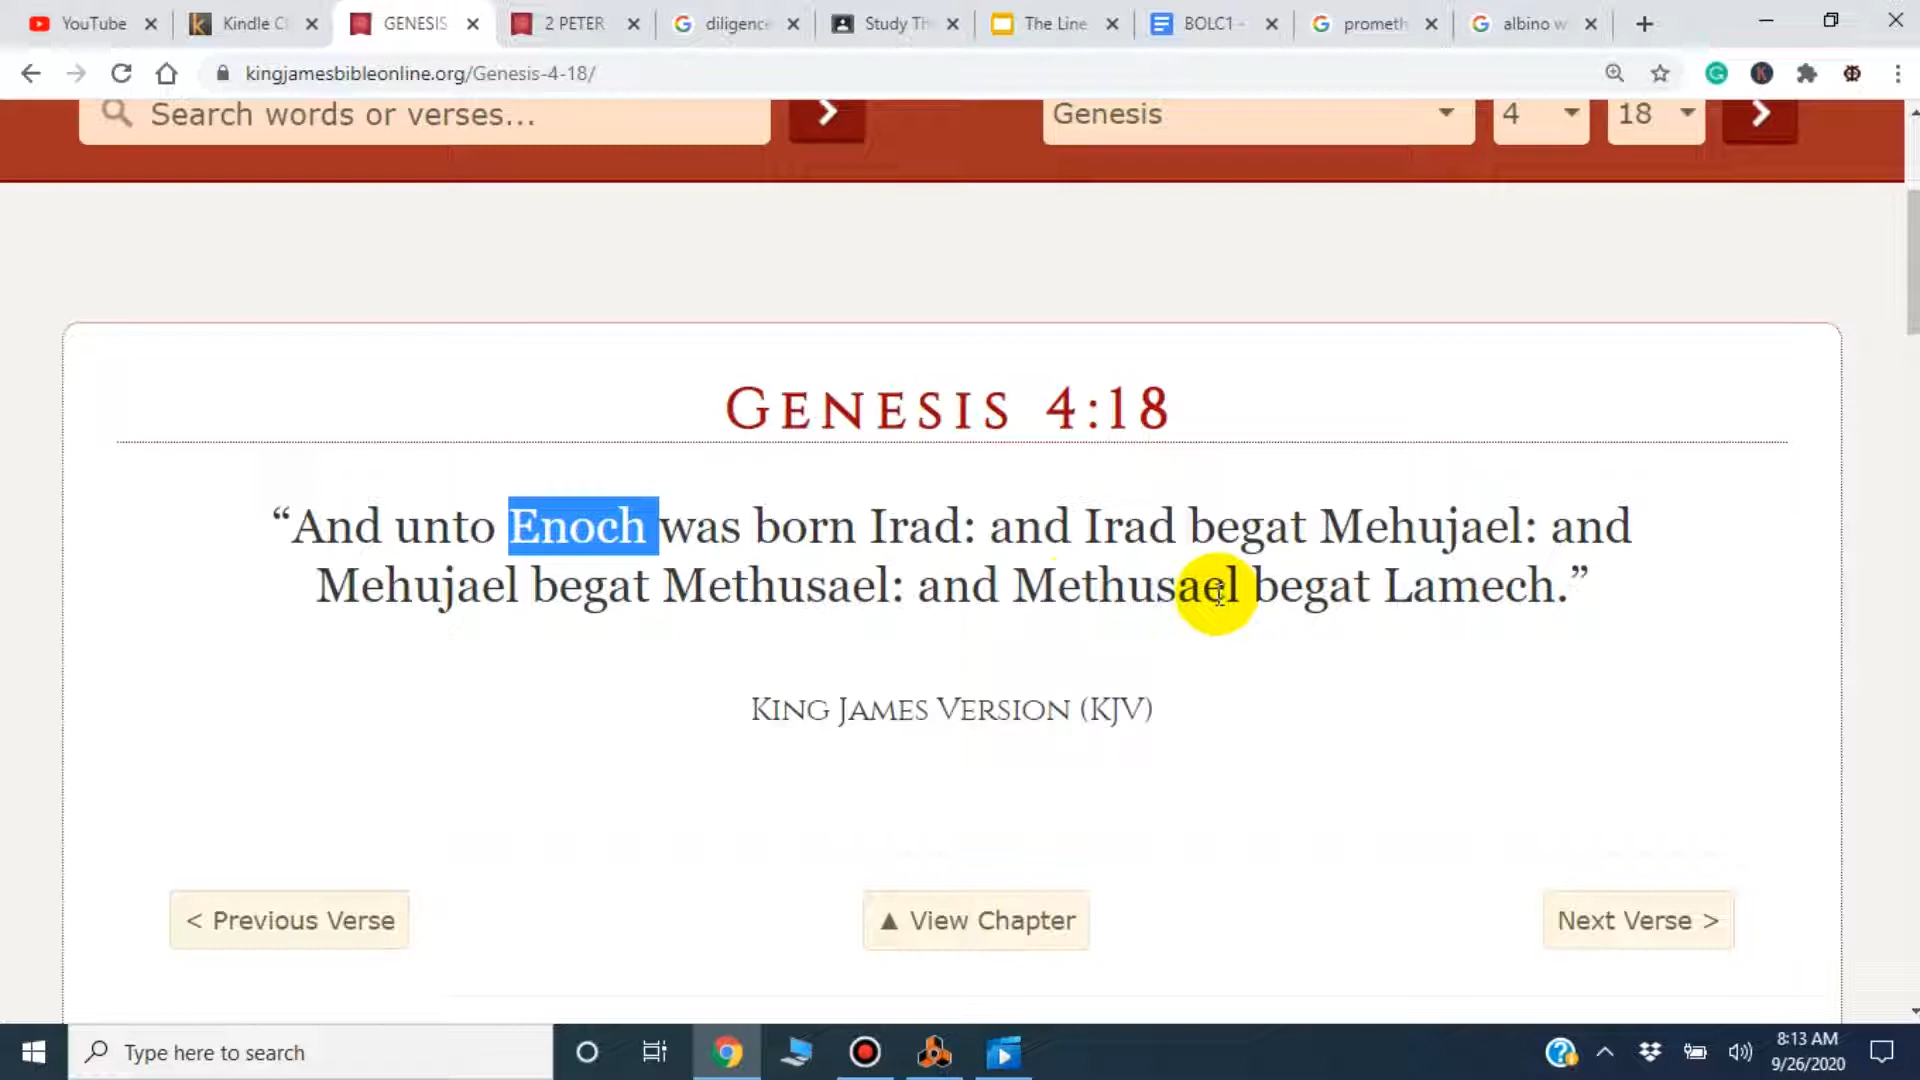 YouTube
Kindle C
GENESIS
2 PETER
diligence
Study Th
The Line
BOLC1 -
prometh
albino w
kingjamesbibleonline.org/Genesis-4-18/
Search words or verses...
Genesis
4
18
GENESIS 4:18
“And unto Enoch was born Irad: and Irad begat Mehujael: and
Mehujael begat Methusael: and Methusael begat Lamech.”
KING JAMES VERSION (KJV)
< Previous Verse
▲ View Chapter
Next Verse >
Type here to search
8:13 AM
9/26/2020